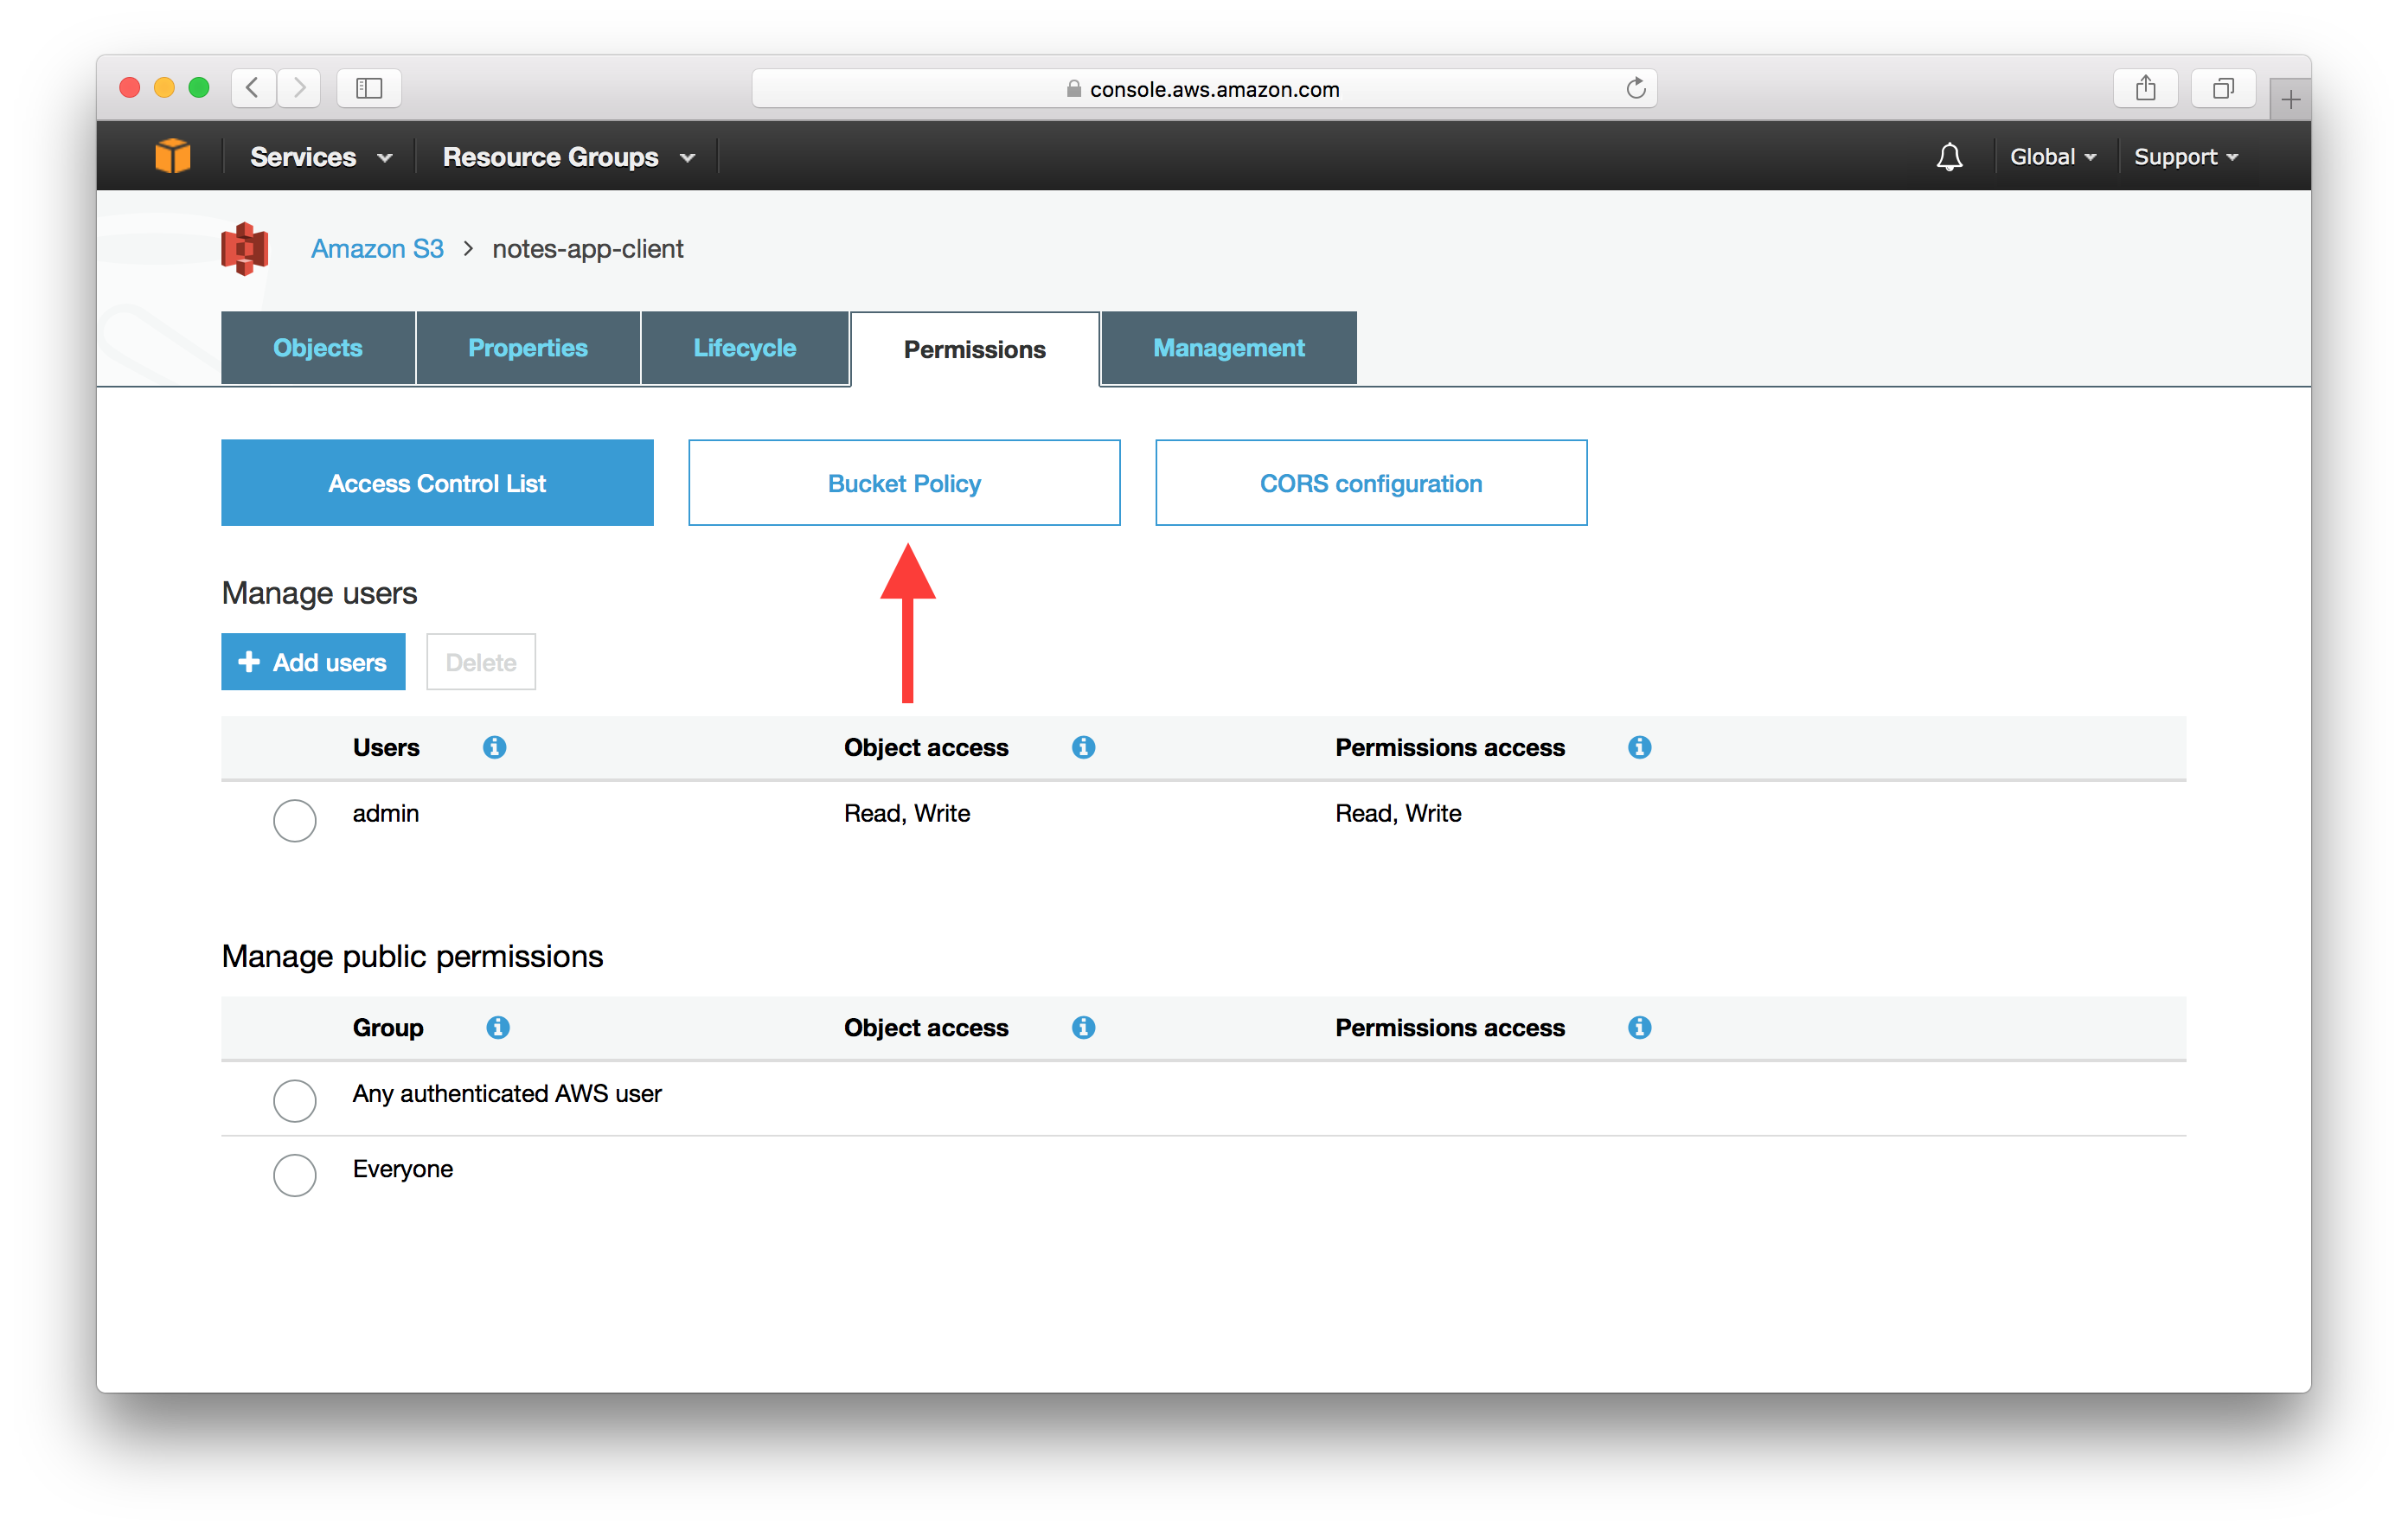 console.aws.amazon.com
Services Resource Groups Global Support
Amazon S3 > notes-app-client
Objects Properties Lifecycle Permissions Management
Access Control List Bucket Policy CORS configuration
Manage users
+ Add users Delete
Users Object access Permissions access
admin Read, Write Read, Write
Manage public permissions
Group Object access Permissions access
Any authenticated AWS user
Everyone